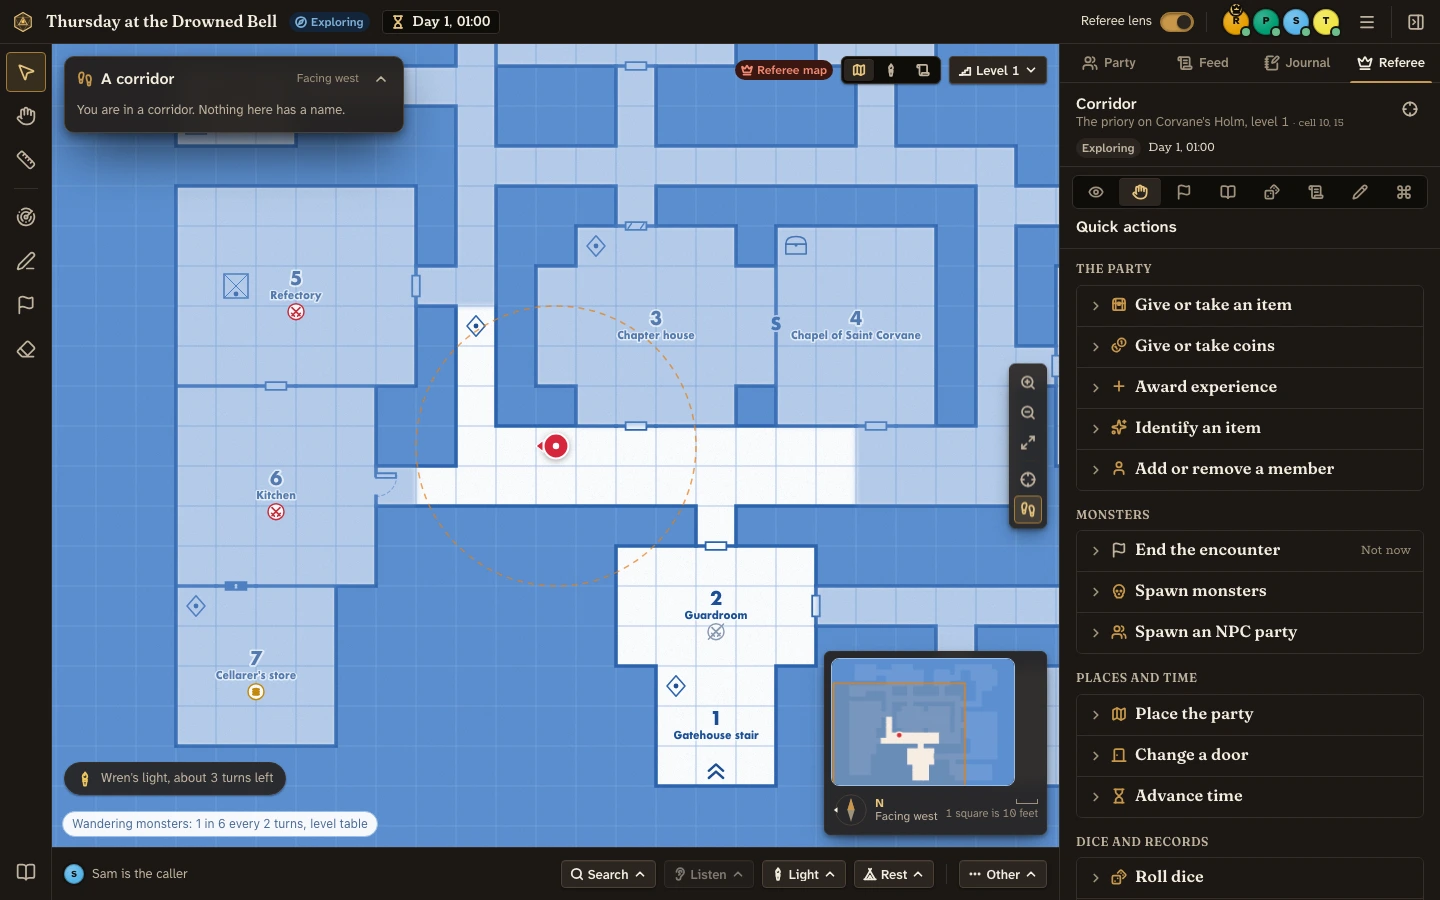 Thursday at the Drowned Bell
Exploring
Day 1, 01:00
Referee lens
R
P
S
T
A corridor
Facing west
You are in a corridor. Nothing here has a name.
Referee map
Level 1
5
Refectory
3
Chapter house
S
4
Chapel of Saint Corvane
6
Kitchen
2
Guardroom
7
Cellarer's store
1
Gatehouse stair
Wren's light, about 3 turns left
Wandering monsters: 1 in 6 every 2 turns, level table
N
Facing west
1 square is 10 feet
S
Sam is the caller
Search
Listen
Light
Rest
Other
Party
Feed
Journal
Referee
Corridor
The priory on Corvane's Holm, level 1 · cell 10, 15
Exploring
Day 1, 01:00
Quick actions
THE PARTY
Give or take an item
Give or take coins
Award experience
Identify an item
Add or remove a member
MONSTERS
End the encounter
Not now
Spawn monsters
Spawn an NPC party
PLACES AND TIME
Place the party
Change a door
Advance time
DICE AND RECORDS
Roll dice